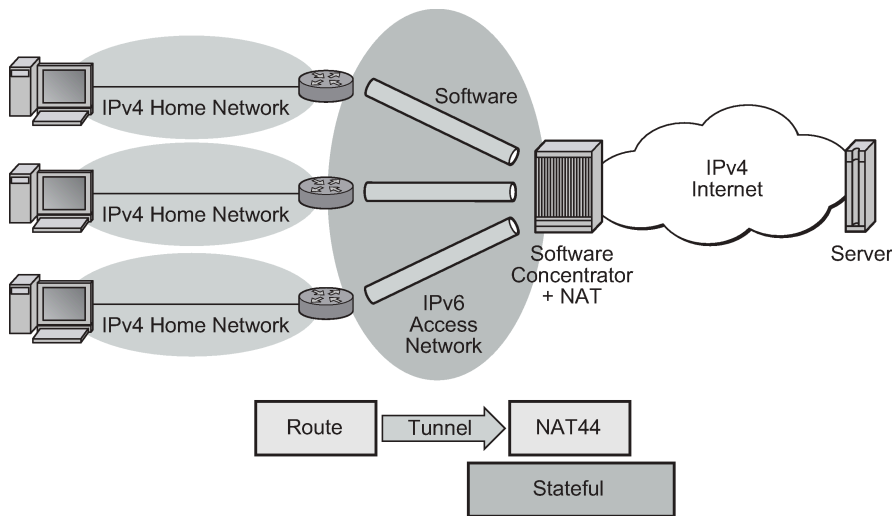 IPv4 Home Network
Software
IPv4 Home Network
IPv4 Home Network
IPv6
Access
Network
Software
Concentrator
+ NAT
IPv4
Internet
Server
Route
Tunnel
NAT44
Stateful